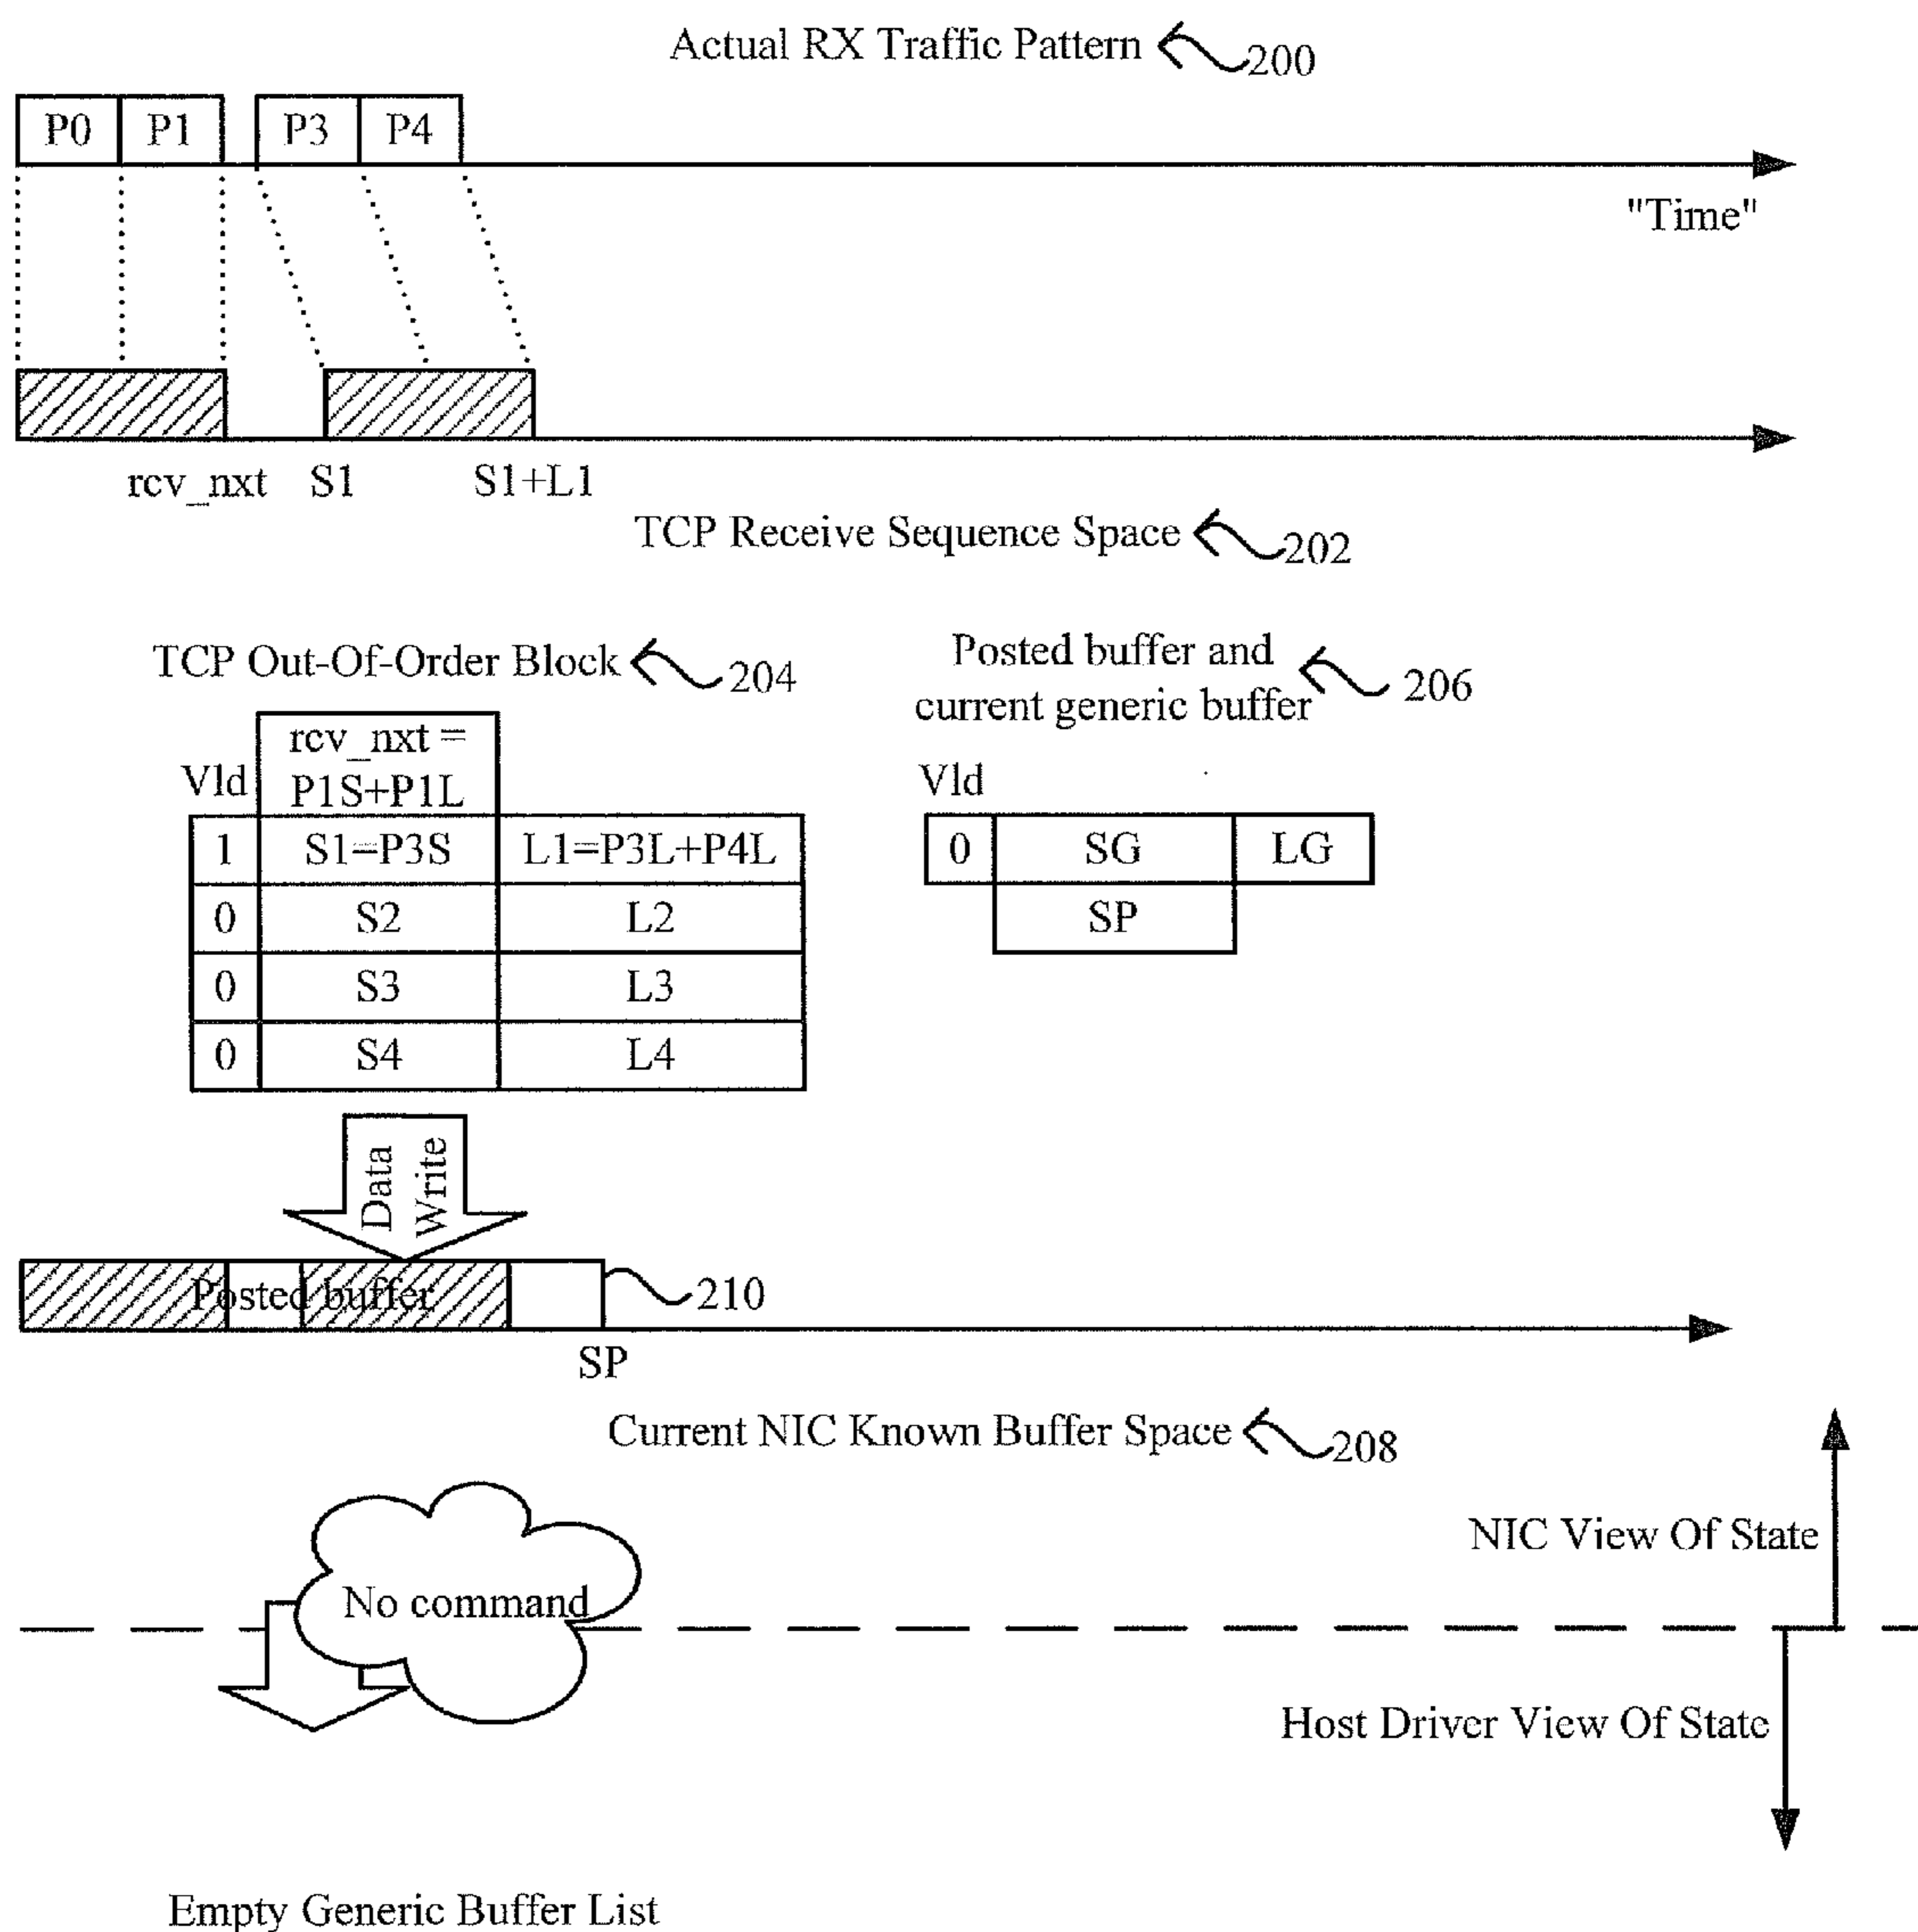 Actual RX Traffic Pattern 200
P0 P1 P3 P4
"Time"
rcv_nxt S1 S1+L1
TCP Receive Sequence Space 202
TCP Out-Of-Order Block 204
Posted buffer and
current generic buffer 206
rcv_nxt =
P1S+P1L
Vld
1 S1=P3S L1=P3L+P4L
0 S2 L2
0 S3 L3
0 S4 L4
Vld
0 SG LG
SP
Data
Write
Posted buffer 210
SP
Current NIC Known Buffer Space 208
NIC View Of State
No command
Host Driver View Of State
Empty Generic Buffer List